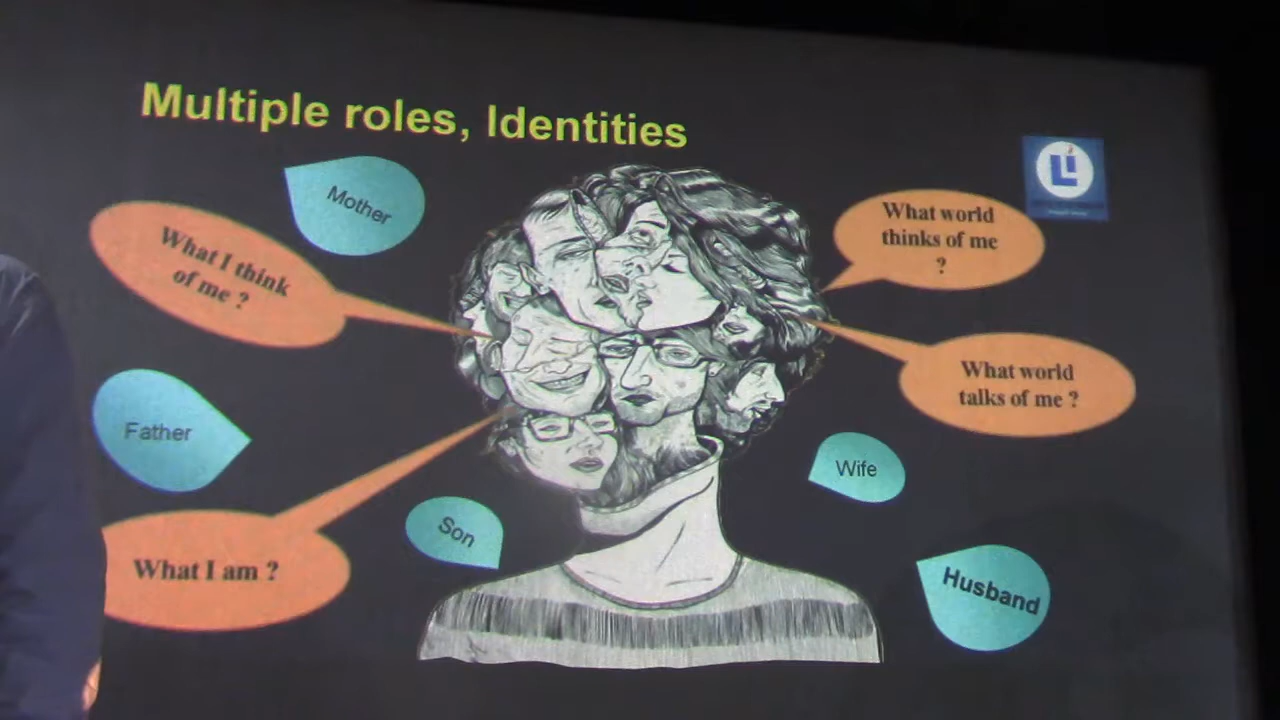 Multiple roles, Identities
Mother
What I think
of me ?
What world
thinks of me
?
What world
talks of me ?
Father
Wife
Son
What I am ?
Husband